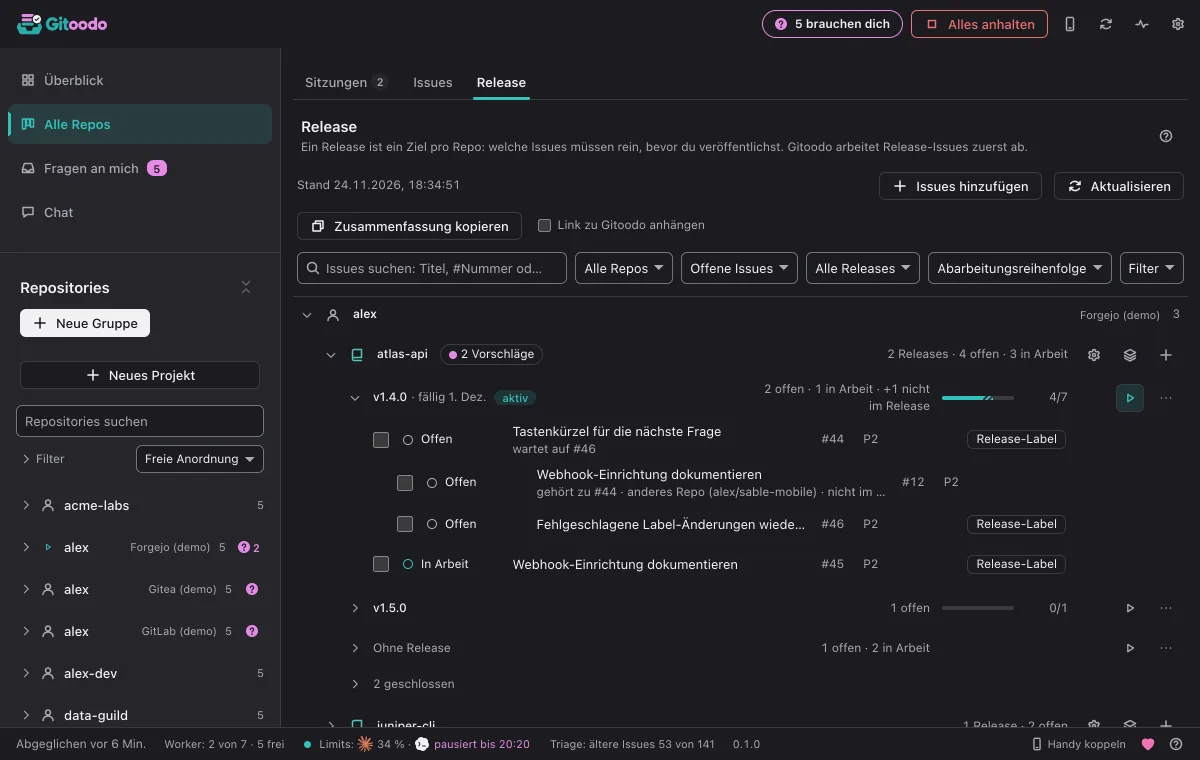 Gitoodo
5 brauchen dich
Alles anhalten
Überblick
Alle Repos
Fragen an mich 5
Chat
Repositories
Neue Gruppe
Neues Projekt
Repositories suchen
Filter
Freie Anordnung
acme-labs 5
alex Forgejo (demo) 5 ? 2
alex Gitea (demo) 5 ?
alex GitLab (demo) 5 ?
alex-dev 5
data-guild 5
Sitzungen 2 Issues Release
Release
Ein Release ist ein Ziel pro Repo: welche Issues müssen rein, bevor du veröffentlichst. Gitoodo arbeitet Release-Issues zuerst ab.
Stand 24.11.2026, 18:34:51
Issues hinzufügen
Aktualisieren
Zusammenfassung kopieren
Link zu Gitoodo anhängen
Issues suchen: Titel, #Nummer od...
Alle Repos
Offene Issues
Alle Releases
Abarbeitungsreihenfolge
Filter
alex Forgejo (demo) 3
atlas-api 2 Vorschläge 2 Releases · 4 offen · 3 in Arbeit
v1.4.0 · fällig 1. Dez. aktiv 2 offen · 1 in Arbeit · +1 nicht
im Release
4/7
Offen Tastenkürzel für die nächste Frage #44 P2 Release-Label
wartet auf #46
Offen Webhook-Einrichtung dokumentieren #12 P2
gehört zu #44 · anderes Repo (alex/sable-mobile) · nicht im ...
Offen Fehlgeschlagene Label-Änderungen wiede... #46 P2 Release-Label
In Arbeit Webhook-Einrichtung dokumentieren #45 P2 Release-Label
v1.5.0 1 offen 0/1
Ohne Release 1 offen · 2 in Arbeit
2 geschlossen
juniper-cli 1 Release · 2 offen
Abgeglichen vor 6 Min. Worker: 2 von 7 · 5 frei Limits: 34 % · pausiert bis 20:20 Triage: ältere Issues 53 von 141 0.1.0 Handy koppeln